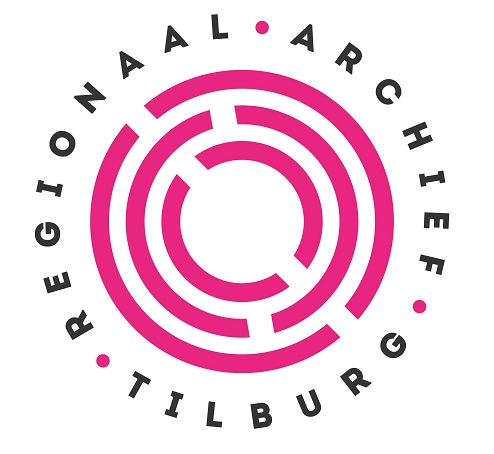 REGIONAAL • ARCHIEF • TILBURG •